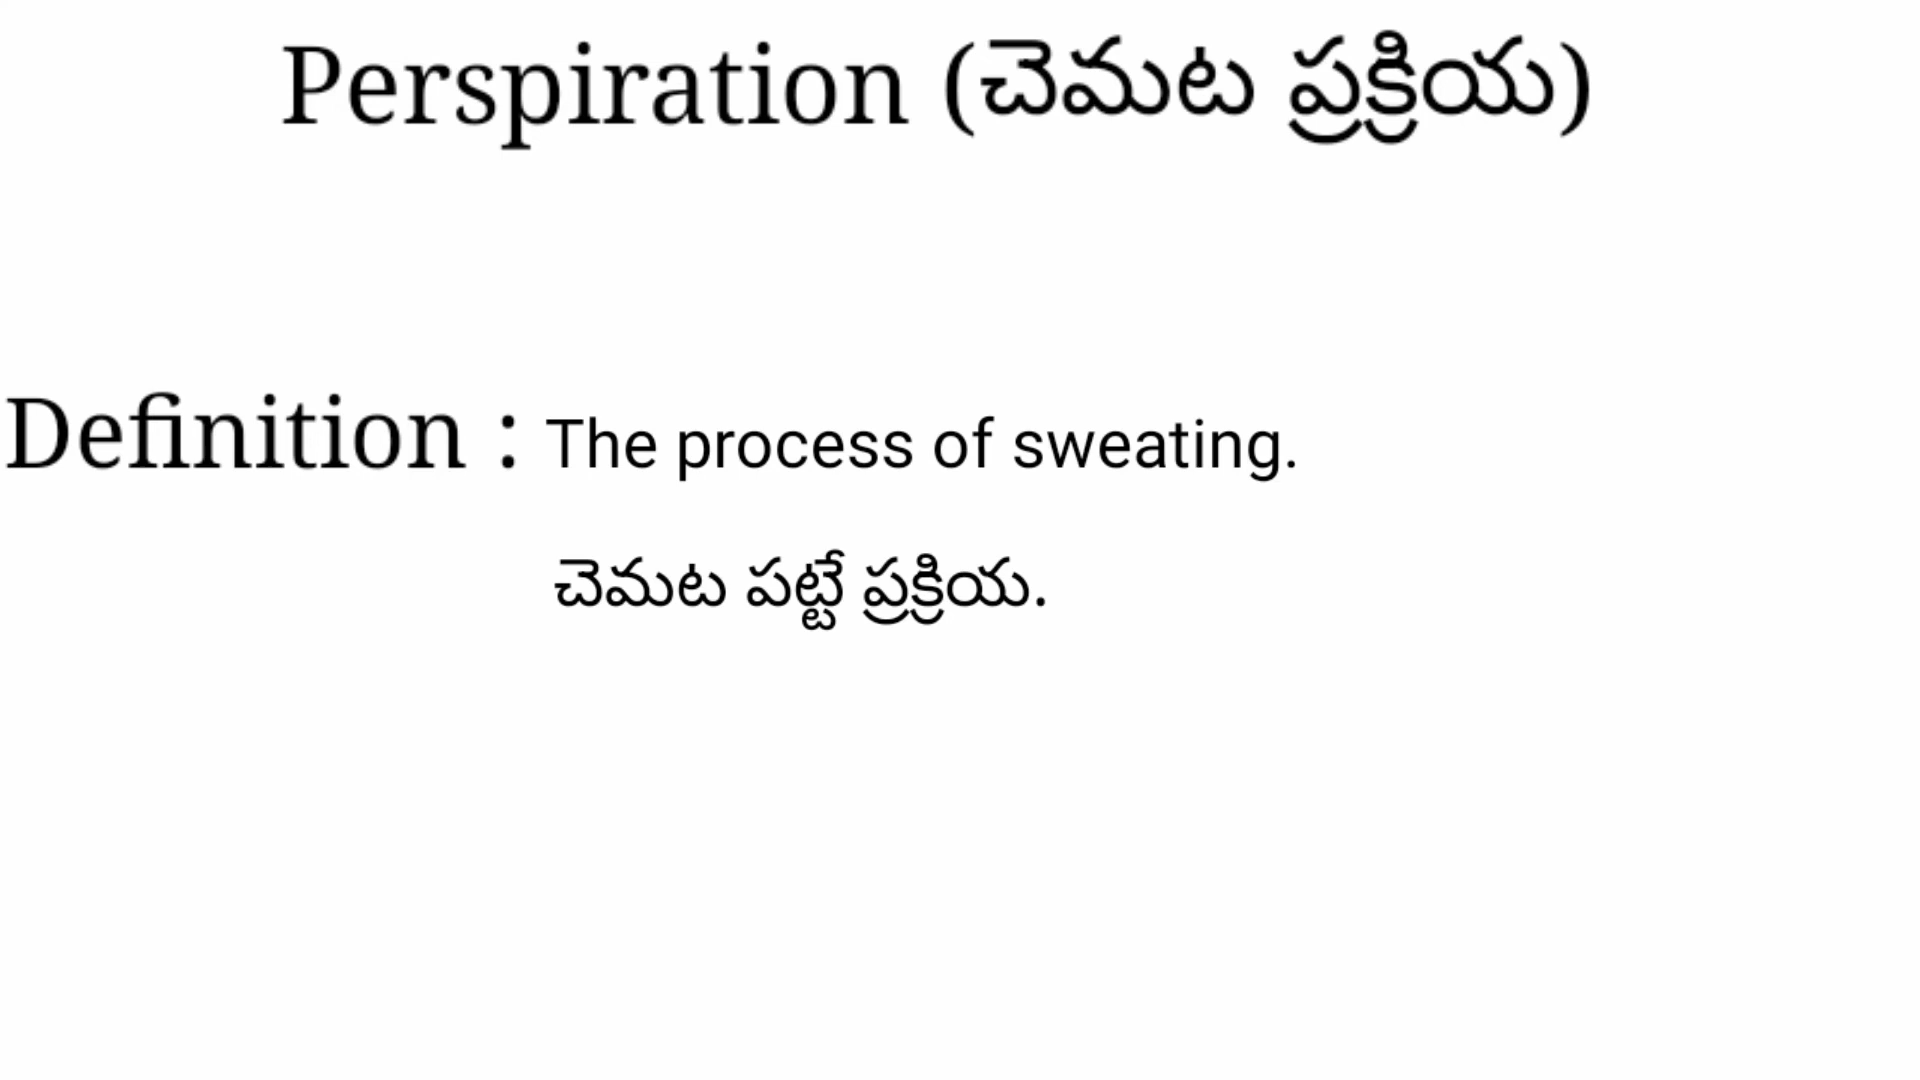 Perspiration (చెమట ప్రక్రియ)
Definition : The process of sweating.
చెమట పట్టే ప్రక్రియ.